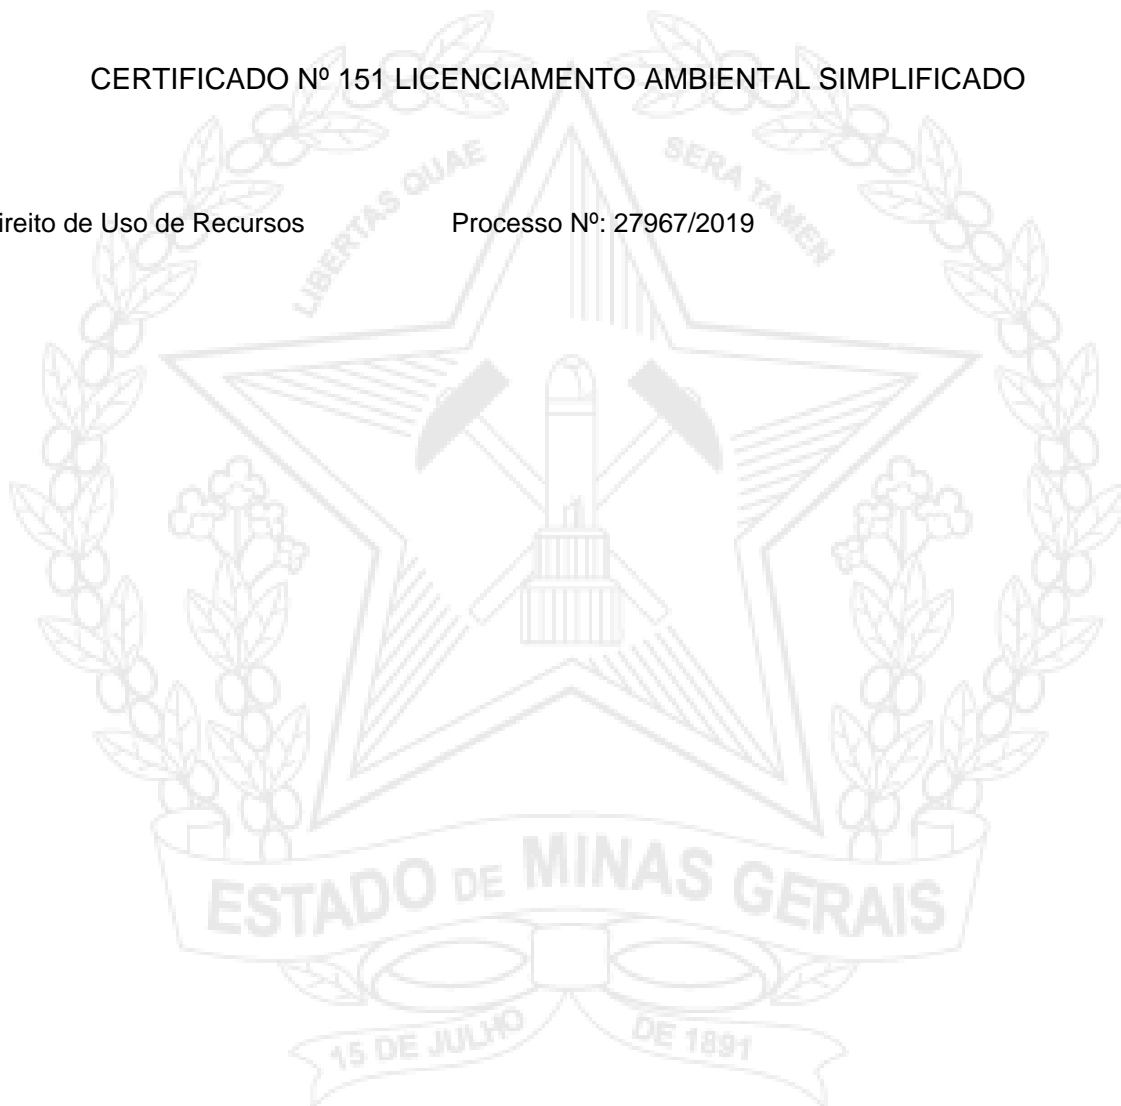 CERTIFICADO Nº 151 LICENCIAMENTO AMBIENTAL SIMPLIFICADO
LIBERTAS QUAE SERA TAMEN
ireito de Uso de Recursos Processo Nº: 27967/2019
ESTADO DE MINAS GERAIS
15 DE JULHO DE 1891